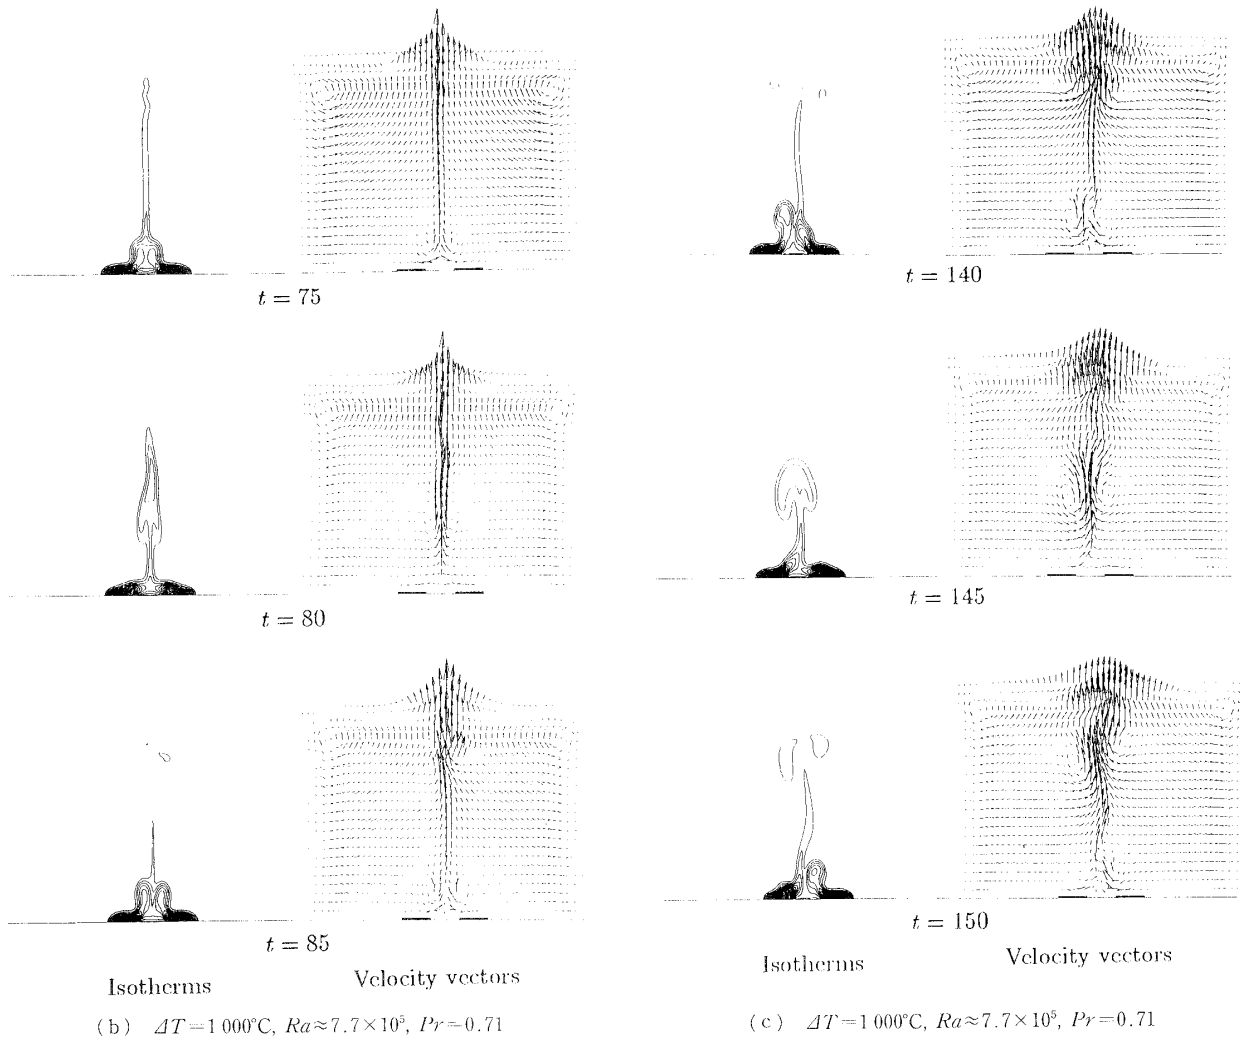 t = 75
t = 80
t = 85
Isotherms
Velocity vectors
(b) ΔT=1 000°C, Ra≈7.7×10⁵, Pr=0.71
t = 140
t = 145
t = 150
Isotherms
Velocity vectors
(c) ΔT=1 000°C, Ra≈7.7×10⁵, Pr=0.71